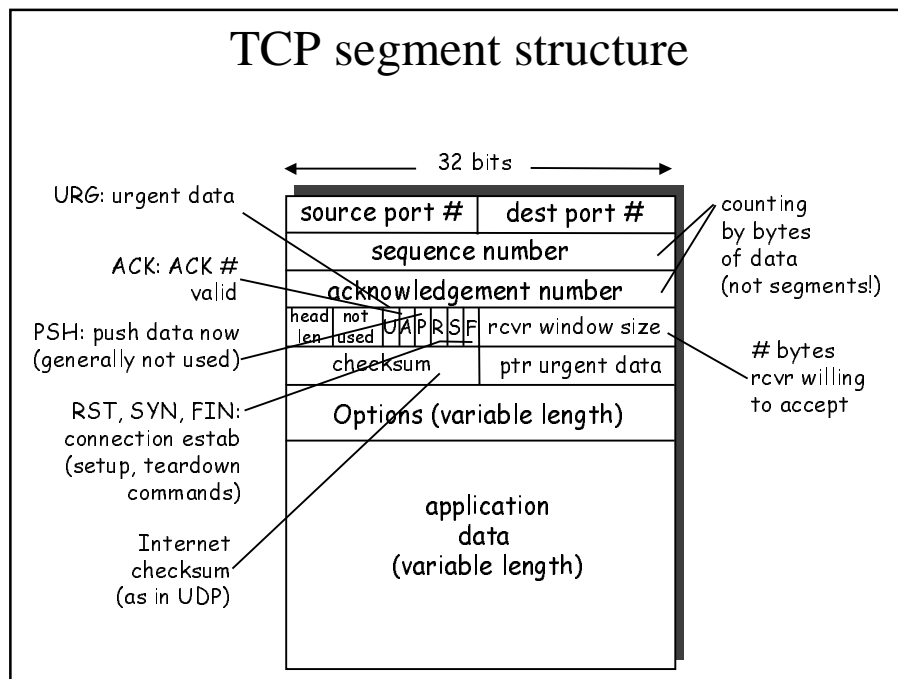 TCP segment structure
32 bits
URG: urgent data
ACK: ACK #
valid
PSH: push data now
(generally not used)
RST, SYN, FIN:
connection estab
(setup, teardown
commands)
Internet
checksum
(as in UDP)
source port #
dest port #
sequence number
acknowledgement number
head
len
not
used
U A P R S F
rcvr window size
checksum
ptr urgent data
Options (variable length)
application
data
(variable length)
counting
by bytes
of data
(not segments!)
# bytes
rcvr willing
to accept